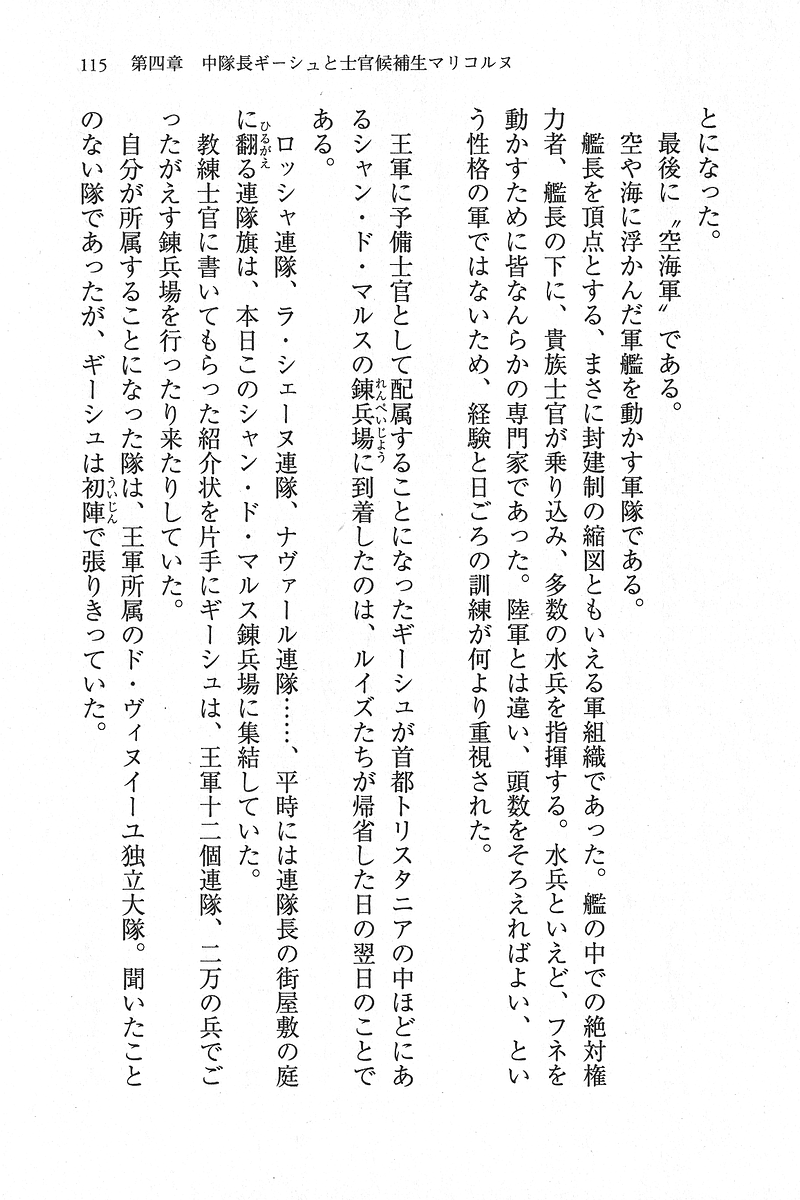 115　第四章　中隊長ギーシュと士官候補生マリコルヌ
とになった。
最後に〝空海軍〟である。
空や海に浮かんだ軍艦を動かす軍隊である。
艦長を頂点とする、まさに封建制の縮図ともいえる軍組織であった。艦の中での絶対権
力者、艦長の下に、貴族士官が乗り込み、多数の水兵を指揮する。水兵といえど、フネを
動かすために皆なんらかの専門家であった。陸軍とは違い、頭数をそろえればよい、とい
う性格の軍ではないため、経験と日ごろの訓練が何より重視された。
王軍に予備士官として配属することになったギーシュが首都トリスタニアの中ほどにあ
るシャン・ド・マルスの錬兵場に到着したのは、ルイズたちが帰省した日の翌日のことで
れんぺいじょう
ある。
ロッシャ連隊、ラ・シェーヌ連隊、ナヴァール連隊……、平時には連隊長の街屋敷の庭
に翻る連隊旗は、本日このシャン・ド・マルス錬兵場に集結していた。
ひるがえ
教練士官に書いてもらった紹介状を片手にギーシュは、王軍十二個連隊、二万の兵でご
ったがえす錬兵場を行ったり来たりしていた。
自分が所属することになった隊は、王軍所属のド・ヴィヌイーユ独立大隊。聞いたこと
のない隊であったが、ギーシュは初陣で張りきっていた。
ういじん